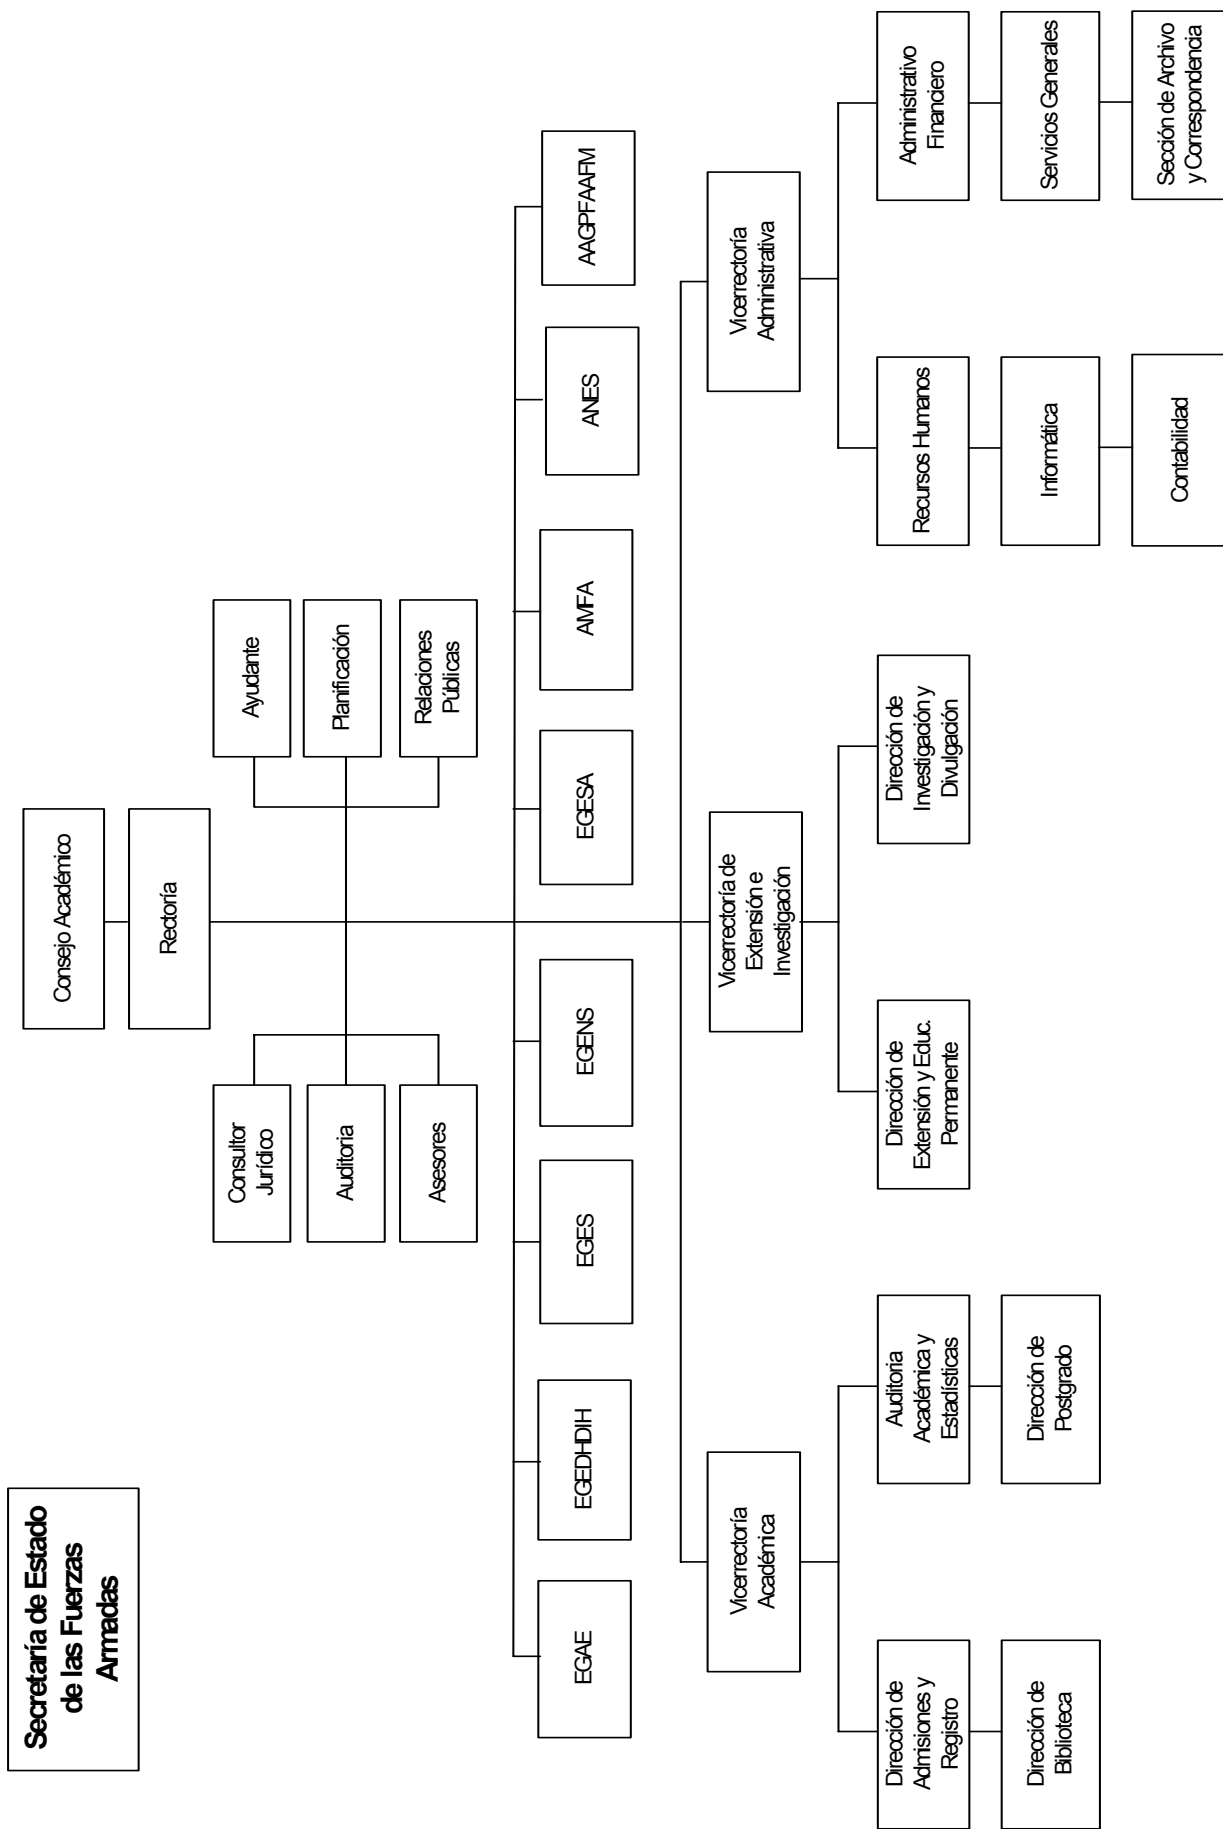 Secretaría de Estado
de las Fuerzas
Armadas
Consejo Académico
Rectoría
Consultor
Jurídico
Ayudante
Auditoria
Planificación
Asesores
Relaciones
Públicas
EGAE
EGEDHDIH
EGES
EGENS
EGESA
AMFA
ANES
AAGPFAAFM
Vicerrectoría
Académica
Vicerrectoría de
Extensión e
Investigación
Vicerrectoría
Administrativa
Dirección de
Admisiones y
Registro
Auditoria
Académica y
Estadísticas
Dirección de
Extensión y Educ.
Permanente
Dirección de
Investigación y
Divulgación
Recursos Humanos
Administrativo
Financiero
Dirección de
Biblioteca
Dirección de
Postgrado
Informática
Servicios Generales
Contabilidad
Sección de Archivo
y Correspondencia